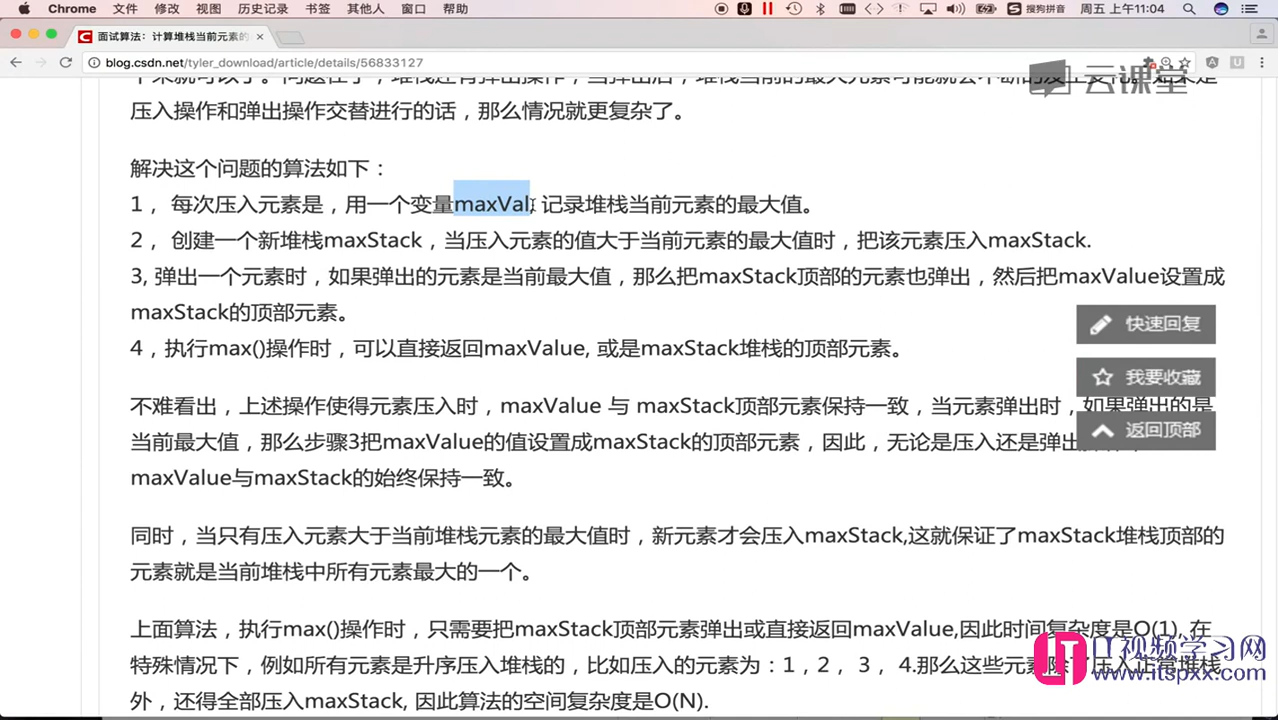 Chrome 文件 修改 视图 历史记录 书签 其他人 窗口 帮助 搜狗拼音 周五 上午11:04
面试算法：计算堆栈当前元素的
blog.csdn.net/tyler_download/article/details/56833127
云课堂
压入操作和弹出操作交替进行的话，那么情况就更复杂了。
解决这个问题的算法如下：
1， 每次压入元素是，用一个变量maxVal, 记录堆栈当前元素的最大值。
2， 创建一个新堆栈maxStack，当压入元素的值大于当前元素的最大值时，把该元素压入maxStack.
3, 弹出一个元素时，如果弹出的元素是当前最大值，那么把maxStack顶部的元素也弹出，然后把maxValue设置成
maxStack的顶部元素。
快速回复
4，执行max()操作时，可以直接返回maxValue, 或是maxStack堆栈的顶部元素。
我要收藏
不难看出，上述操作使得元素压入时，maxValue 与 maxStack顶部元素保持一致，当元素弹出时，如果弹出的是
返回顶部
当前最大值，那么步骤3把maxValue的值设置成maxStack的顶部元素，因此，无论是压入还是弹出
maxValue与maxStack的始终保持一致。
同时，当只有压入元素大于当前堆栈元素的最大值时，新元素才会压入maxStack,这就保证了maxStack堆栈顶部的
元素就是当前堆栈中所有元素最大的一个。
上面算法，执行max()操作时，只需要把maxStack顶部元素弹出或直接返回maxValue,因此时间复杂度是O(1). 在
特殊情况下，例如所有元素是升序压入堆栈的，比如压入的元素为：1，2， 3， 4.那么这些元素除了压入正常堆栈
外，还得全部压入maxStack, 因此算法的空间复杂度是O(N).
IT视频学习网
www.itspxx.com